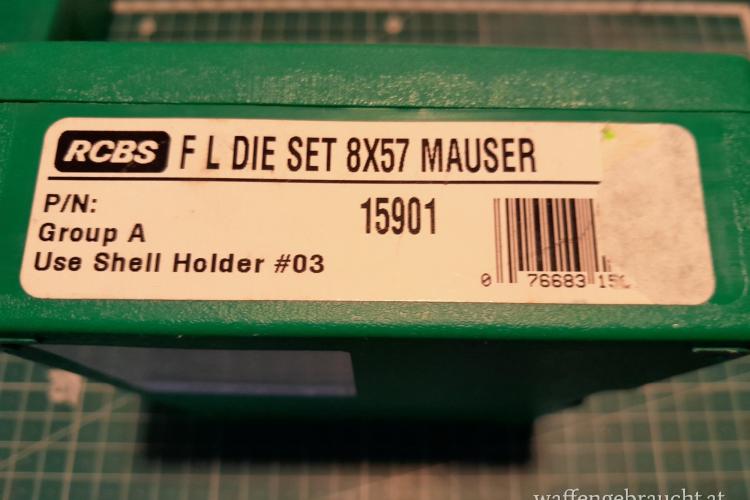 RCBS F L DIE SET 8X57 MAUSER
P/N: 15901
Group A
Use Shell Holder #03
0 76683 15
waffengebraucht.at